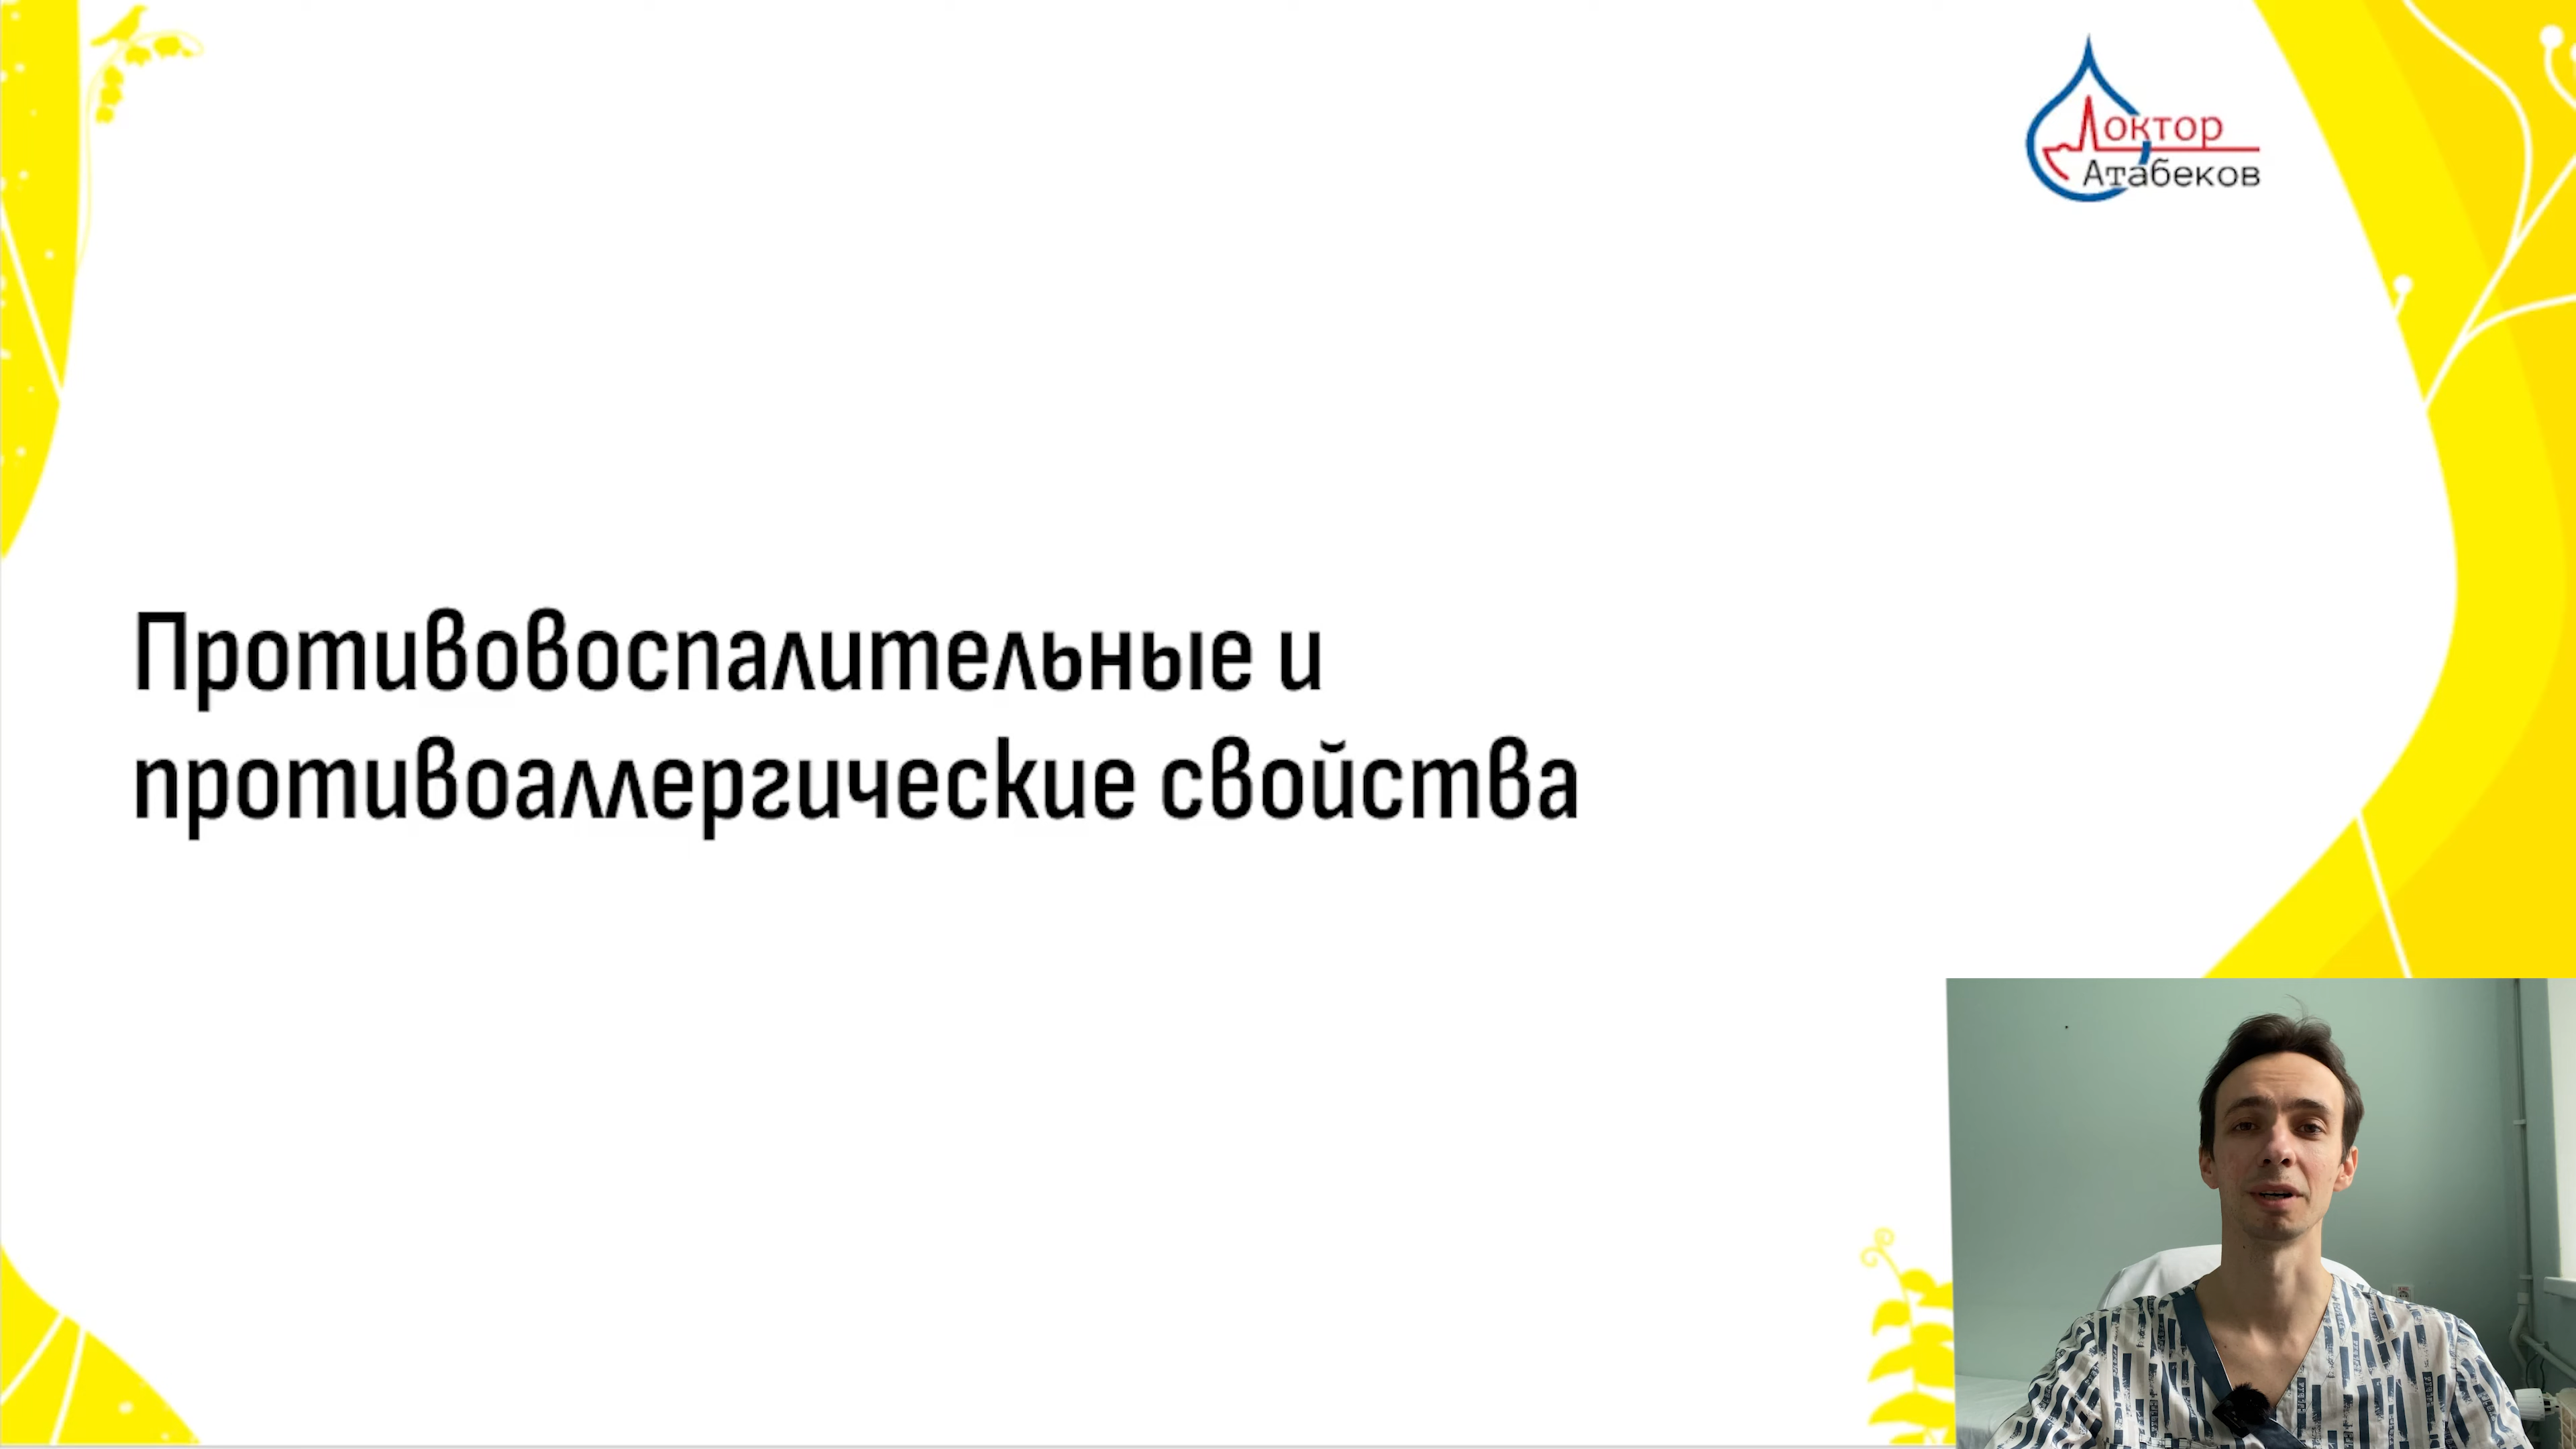 Доктор
Атабеков
Противовоспалительные и
противоаллергические свойства